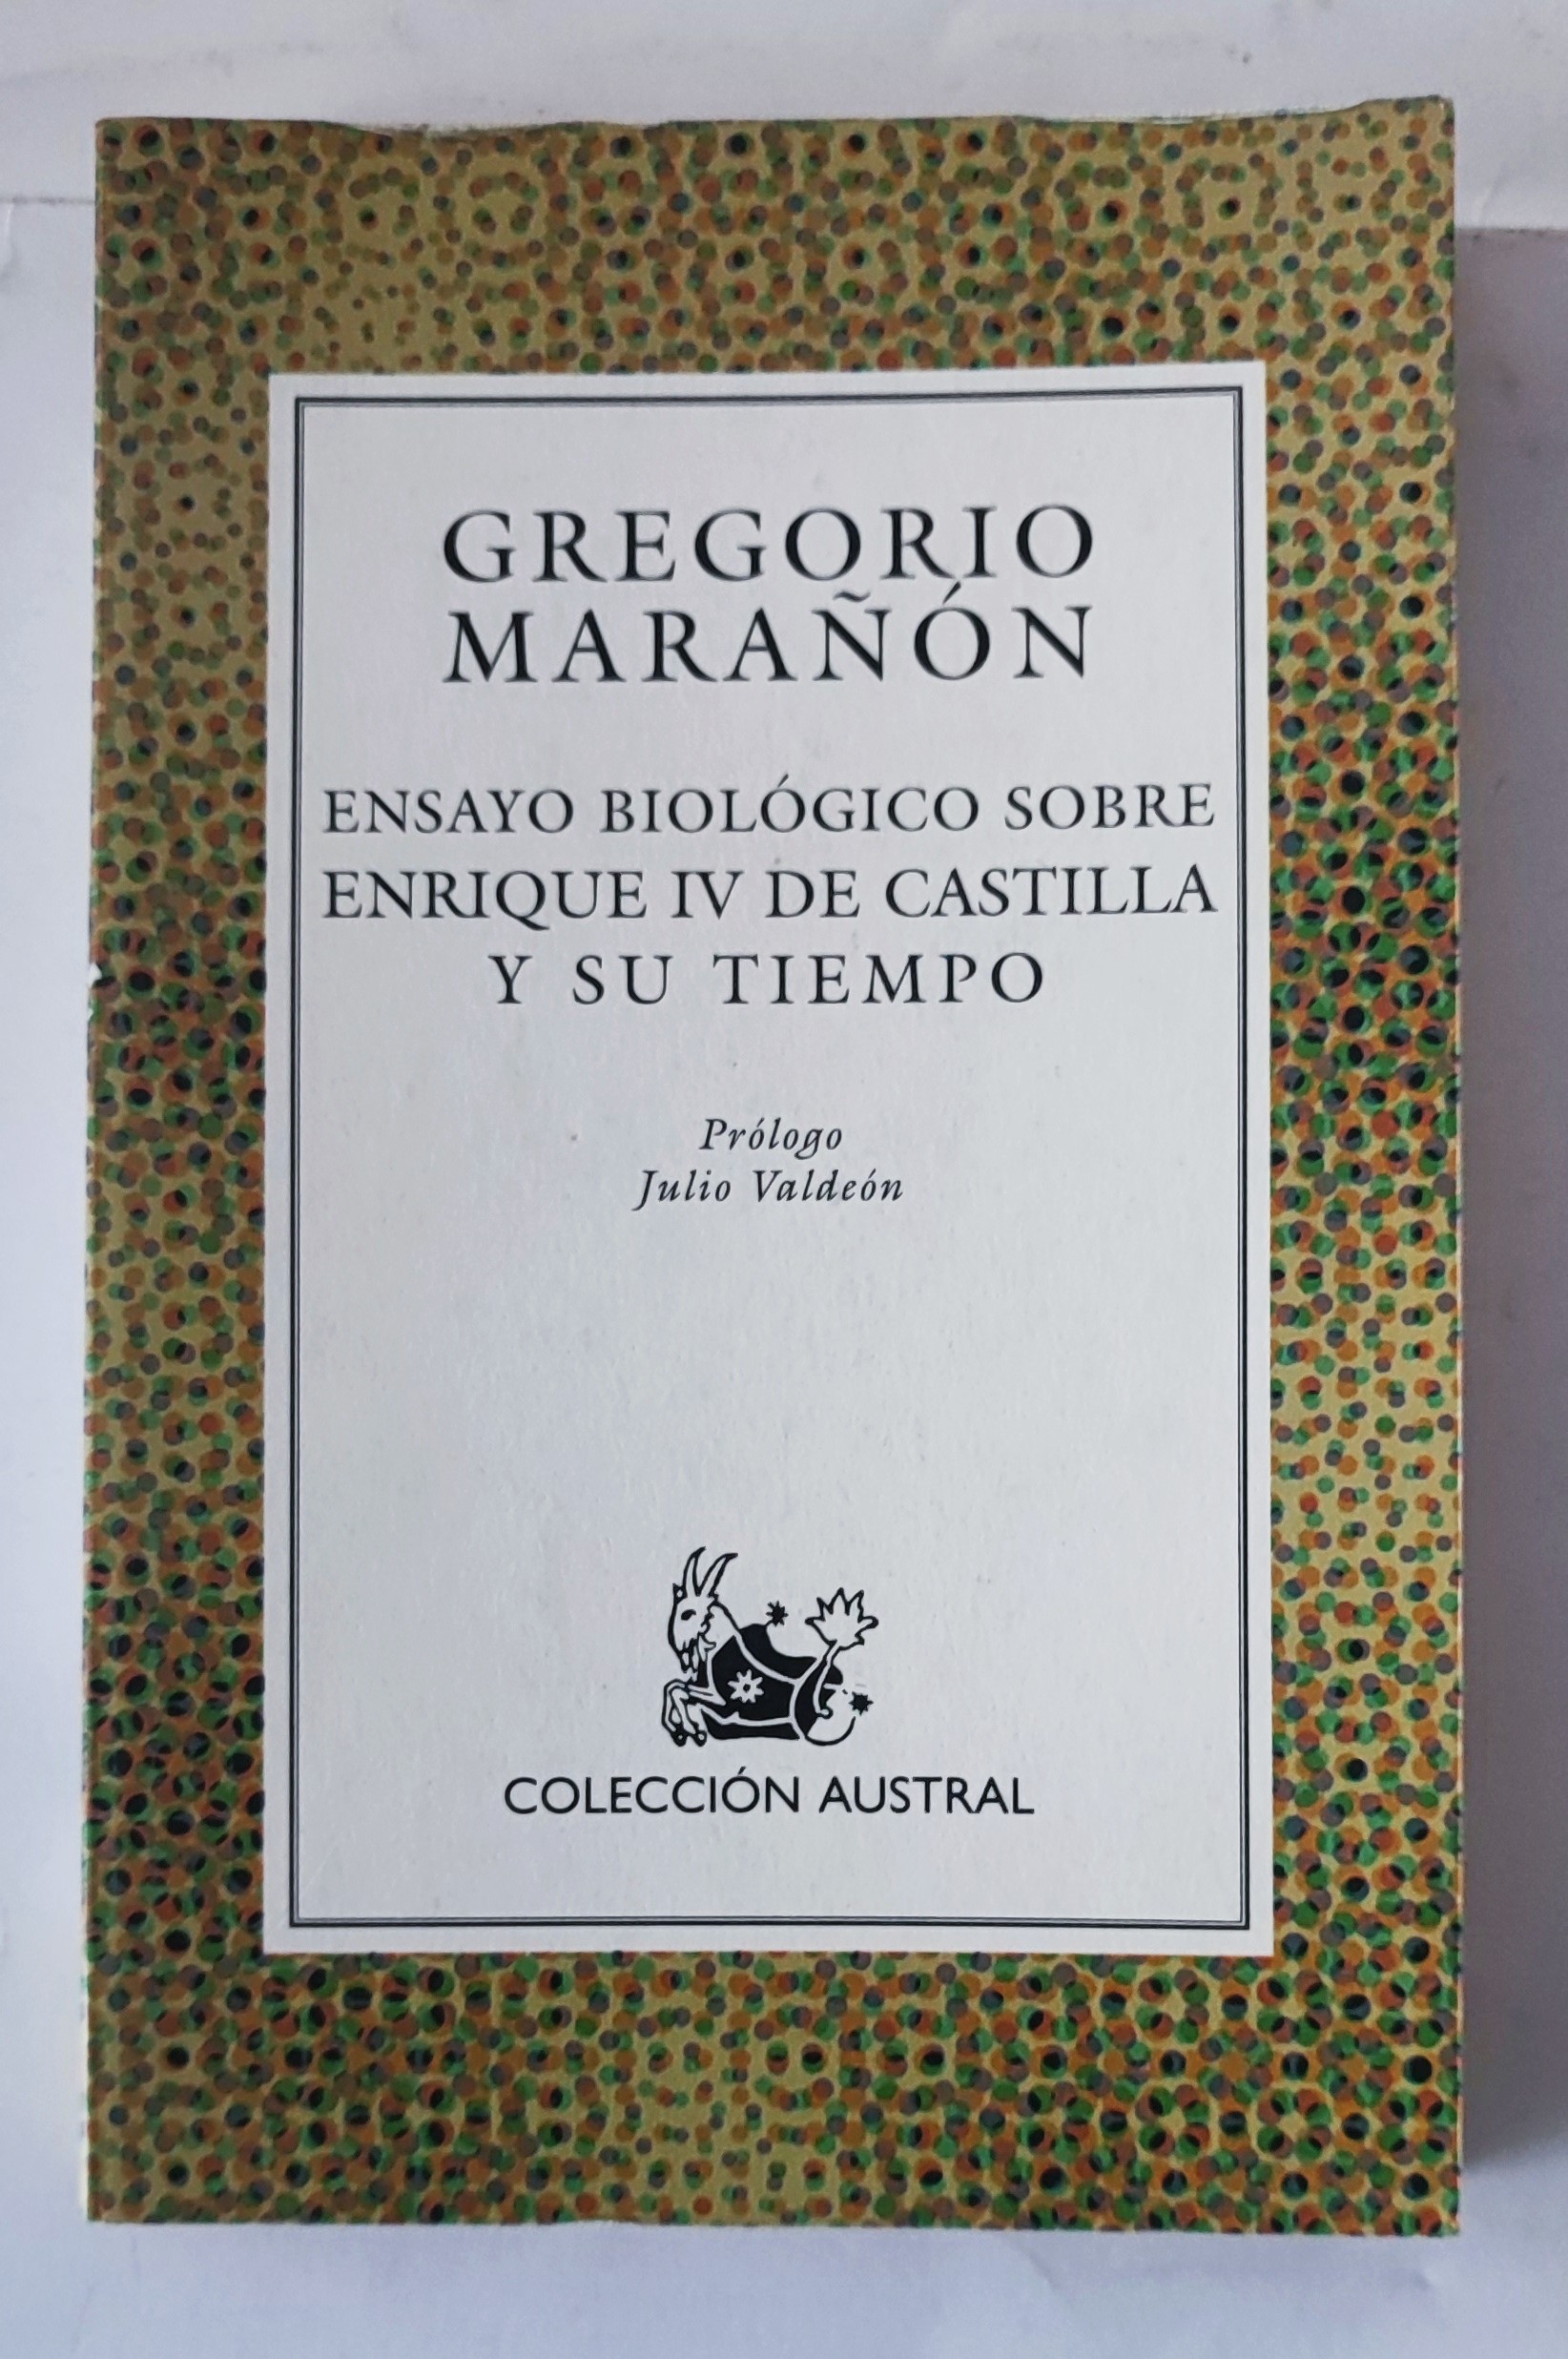 GREGORIO
MARAÑÓN
ENSAYO BIOLÓGICO SOBRE
ENRIQUE IV DE CASTILLA
Y SU TIEMPO
Prólogo
Julio Valdeón
COLECCIÓN AUSTRAL